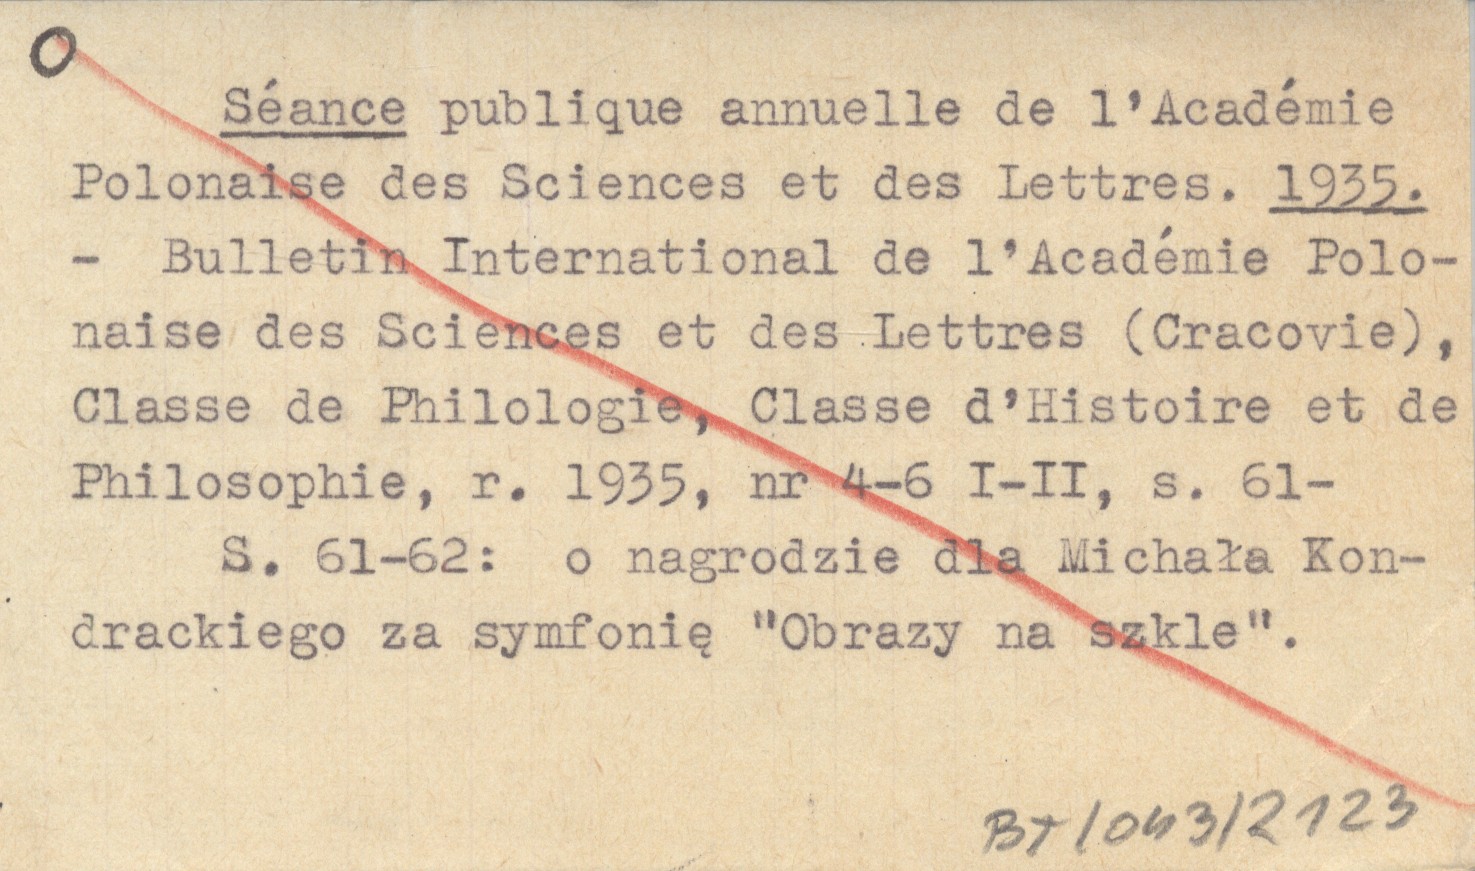 O
Séance publique annuelle de l'Académie
Polonaise des Sciences et des Lettres. 1935.
- Bulletin International de l'Académie Polo-
naise des Sciences et des Lettres (Cracovie),
Classe de Philologie, Classe d'Histoire et de
Philosophie, r. 1935, nr 4-6 I-II, s. 61-
S. 61-62: o nagrodzie dla Michała Kon-
drackiego za symfonię "Obrazy na szkle".
BT/043/2123